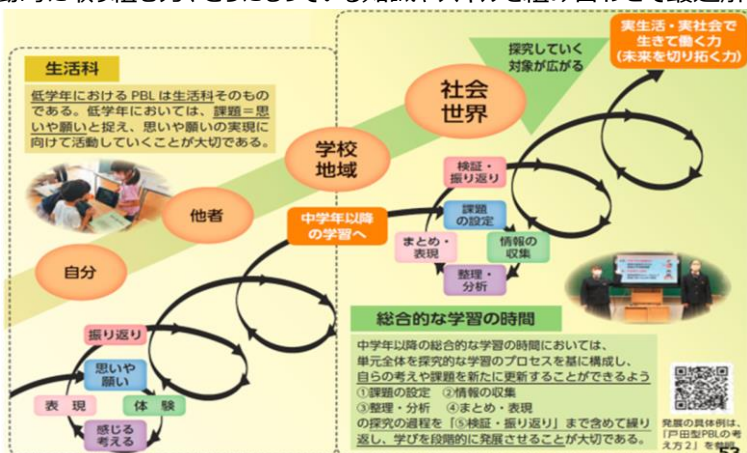 実生活・実社会で
生きて働く力
(未来を切り拓く力)
探究していく
対象が広がる
社会
世界
生活科
低学年における PBL は生活科そのもの
である。低学年においては、課題＝思
いや願いと捉え、思いや願いの実現に
向けて活動していくことが大切である。
学校
地域
他者
自分
中学年以降
の学習へ
検証・
振り返り
課題
の設定
まとめ・
表現
情報の
収集
整理・
分析
振り返り
思いや
願い
表 現
体 験
感じる
考える
総合的な学習の時間
中学年以降の総合的な学習の時間においては、
単元全体を探究的な学習のプロセスを基に構成し、
自らの考えや課題を新たに更新することができるよう
①課題の設定 ②情報の収集
③整理・分析 ④まとめ・表現
の探究の過程を「⑤検証・振り返り」まで含めて繰り
返し、学びを段階的に発展させることが大切である。
発展の具体例は、
「戸田型PBLの考
え方２」を参照
53